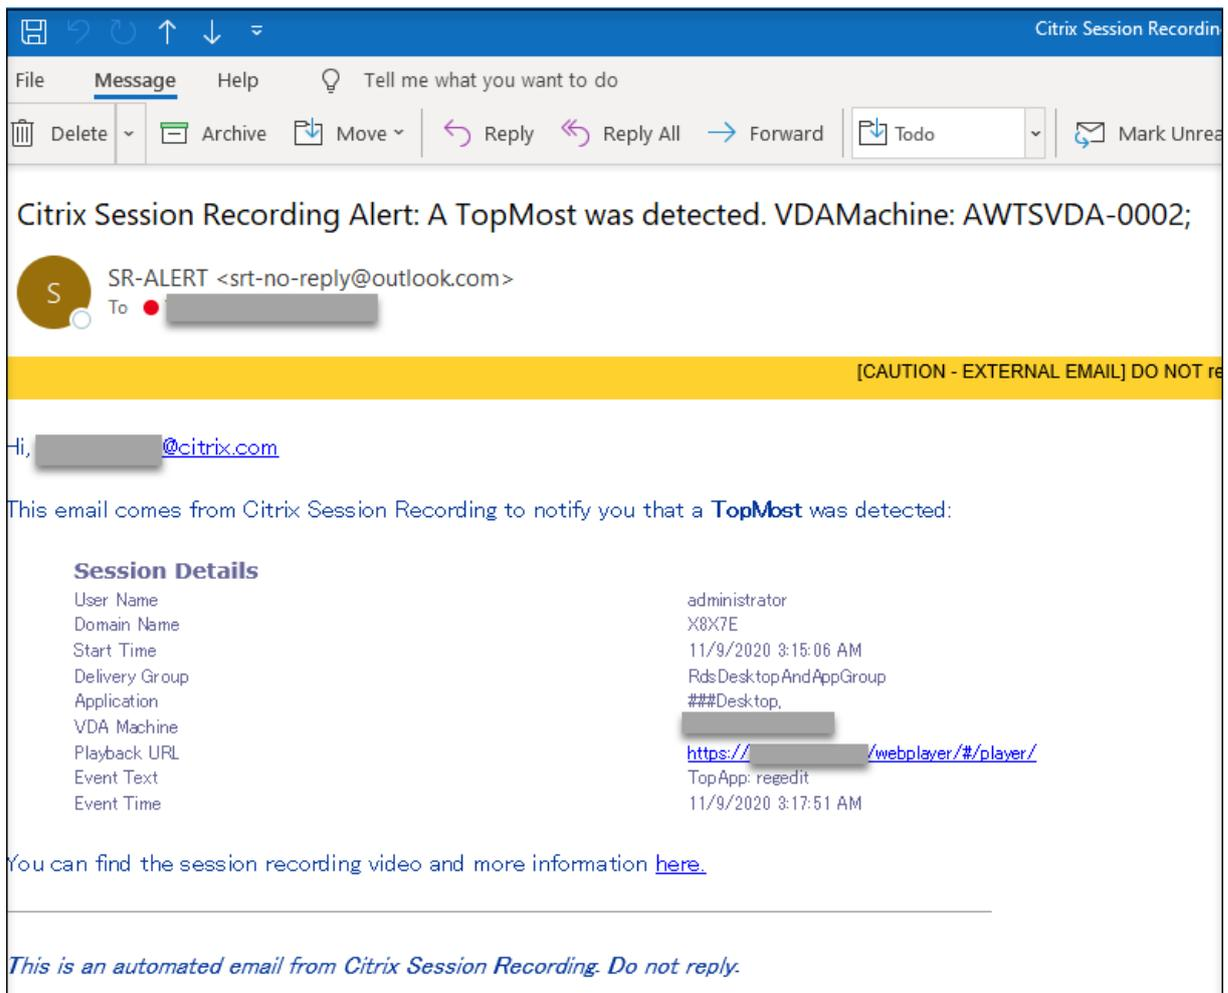 Citrix Session Recordin
File Message Help Tell me what you want to do
Delete Archive Move Reply Reply All Forward Todo Mark Unrea
Citrix Session Recording Alert: A TopMost was detected. VDAMachine: AWTSVDA-0002;
S
SR-ALERT <srt-no-reply@outlook.com>
To
[CAUTION - EXTERNAL EMAIL] DO NOT re
Hi, @citrix.com
This email comes from Citrix Session Recording to notify you that a TopMost was detected:
Session Details
User Name administrator
Domain Name X8X7E
Start Time 11/9/2020 3:15:06 AM
Delivery Group RdsDesktopAndAppGroup
Application ###Desktop,
VDA Machine
Playback URL https:// /webplayer/#/player/
Event Text TopApp: regedit
Event Time 11/9/2020 3:17:51 AM
You can find the session recording video and more information here.
This is an automated email from Citrix Session Recording. Do not reply.